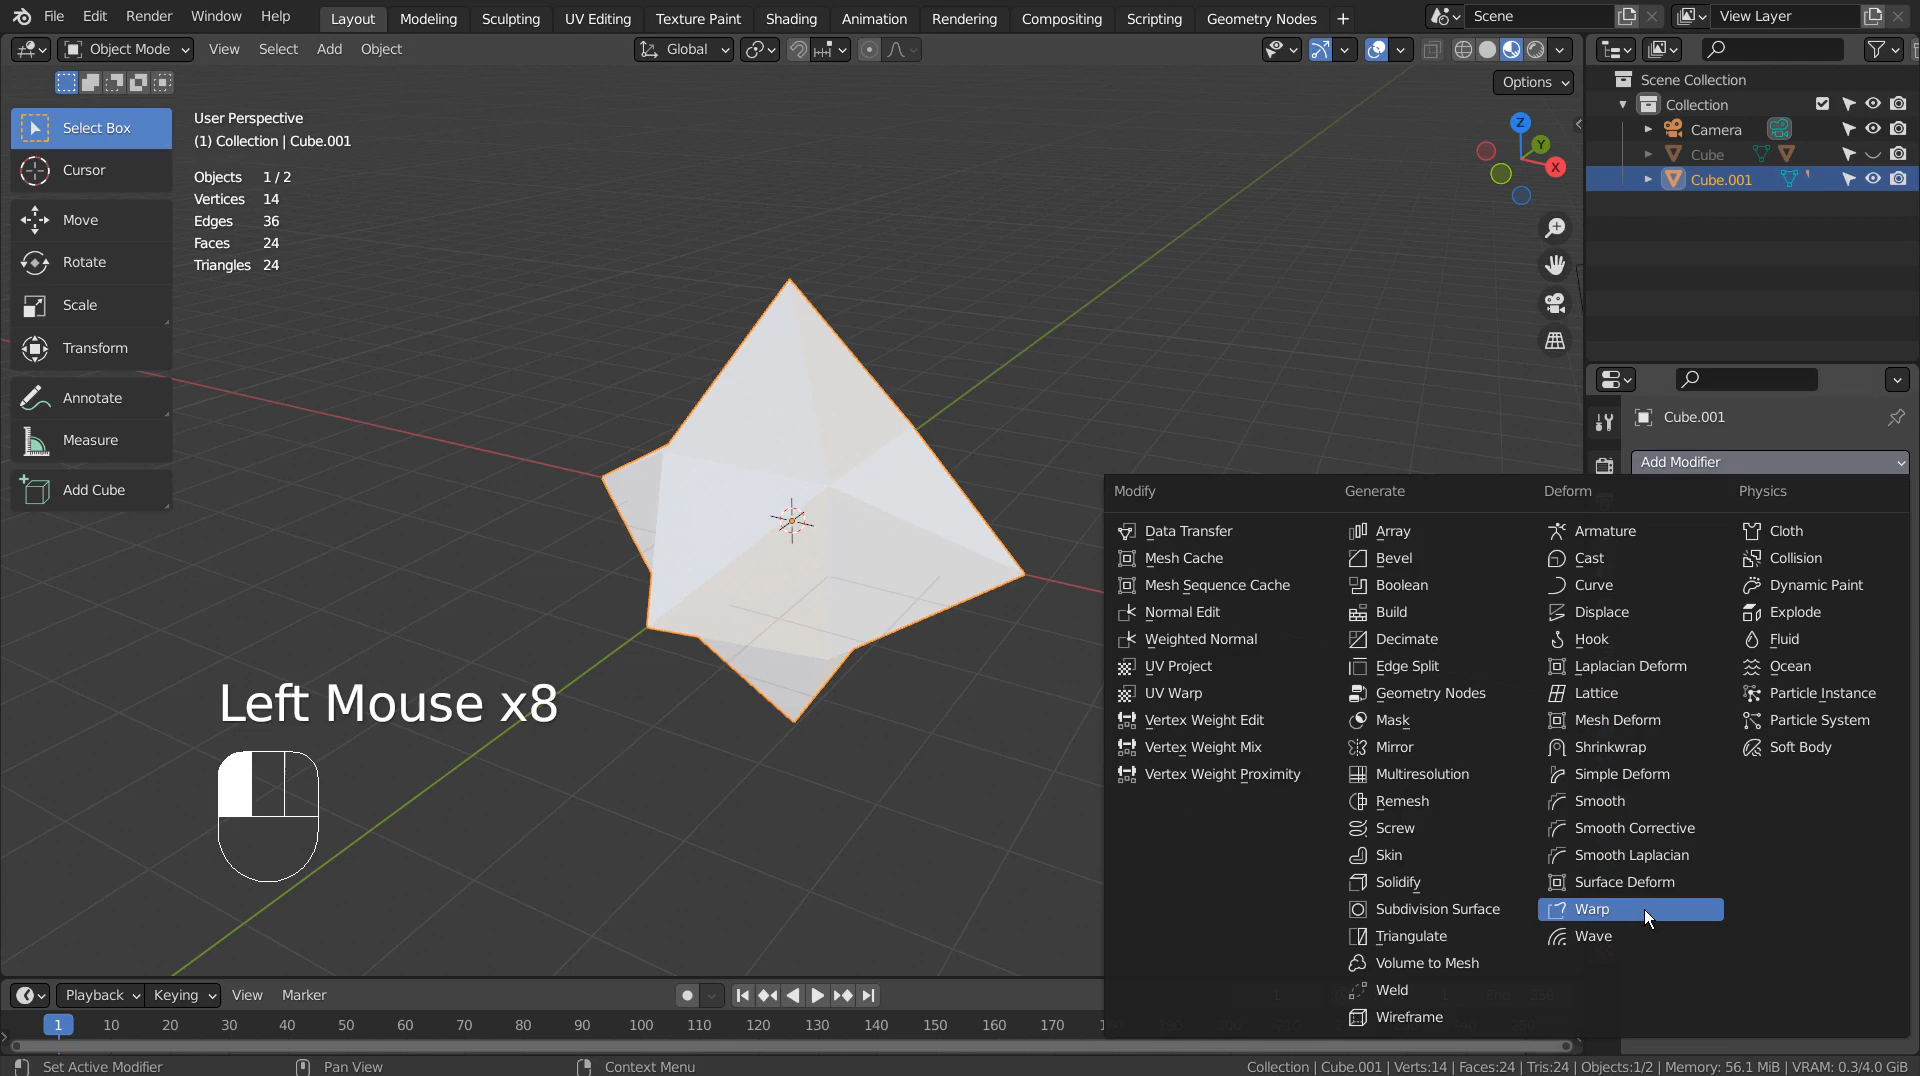 File Edit Render Window Help Layout Modeling Sculpting UV Editing Texture Paint Shading Animation Rendering Compositing Scripting Geometry Nodes + Scene View Layer
Object Mode View Select Add Object Global
Options
Select Box
Cursor
Move
Rotate
Scale
Transform
Annotate
Measure
Add Cube
User Perspective
(1) Collection | Cube.001
Objects 1 / 2
Vertices 14
Edges 36
Faces 24
Triangles 24
Z
Y
X
Scene Collection
Collection
Camera
Cube
Cube.001
Cube.001
Add Modifier
Modify
Data Transfer
Mesh Cache
Mesh Sequence Cache
Normal Edit
Weighted Normal
UV Project
UV Warp
Vertex Weight Edit
Vertex Weight Mix
Vertex Weight Proximity
Generate
Array
Bevel
Boolean
Build
Decimate
Edge Split
Geometry Nodes
Mask
Mirror
Multiresolution
Remesh
Screw
Skin
Solidify
Subdivision Surface
Triangulate
Volume to Mesh
Weld
Wireframe
Deform
Armature
Cast
Curve
Displace
Hook
Laplacian Deform
Lattice
Mesh Deform
Shrinkwrap
Simple Deform
Smooth
Smooth Corrective
Smooth Laplacian
Surface Deform
Warp
Wave
Physics
Cloth
Collision
Dynamic Paint
Explode
Fluid
Ocean
Particle Instance
Particle System
Soft Body
Left Mouse x8
Playback Keying View Marker
1 10 20 30 40 50 60 70 80 90 100 110 120 130 140 150 160 170
Set Active Modifier Pan View Context Menu Collection | Cube.001 | Verts:14 | Faces:24 | Tris:24 | Objects:1/2 | Memory: 56.1 MiB | VRAM: 0.3/4.0 GiB